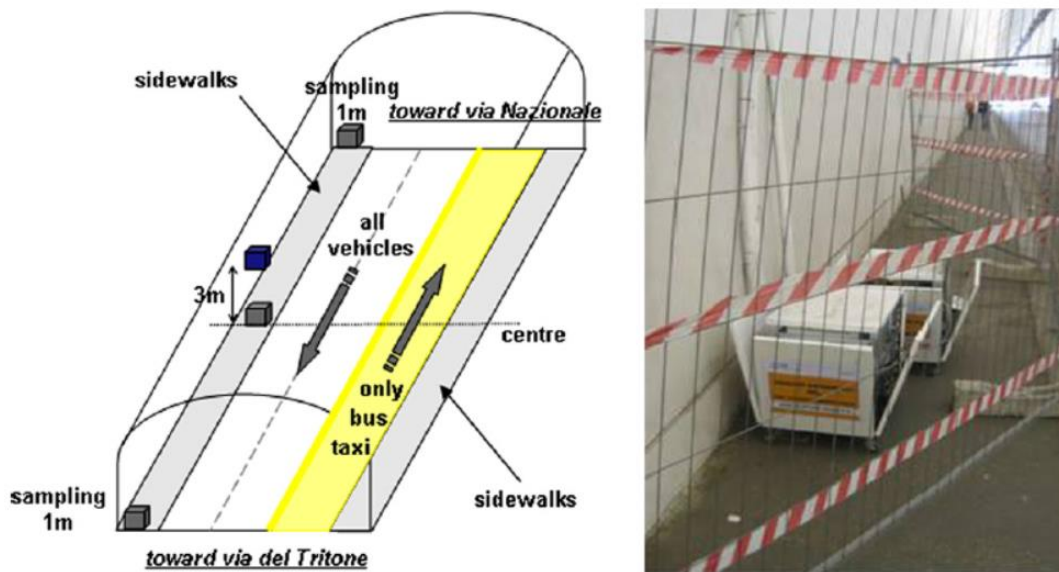 sampling
1m
sidewalks
toward via Nazionale
all
vehicles
3m
centre
only
bus
taxi
sampling
1m
sidewalks
toward via del Tritone